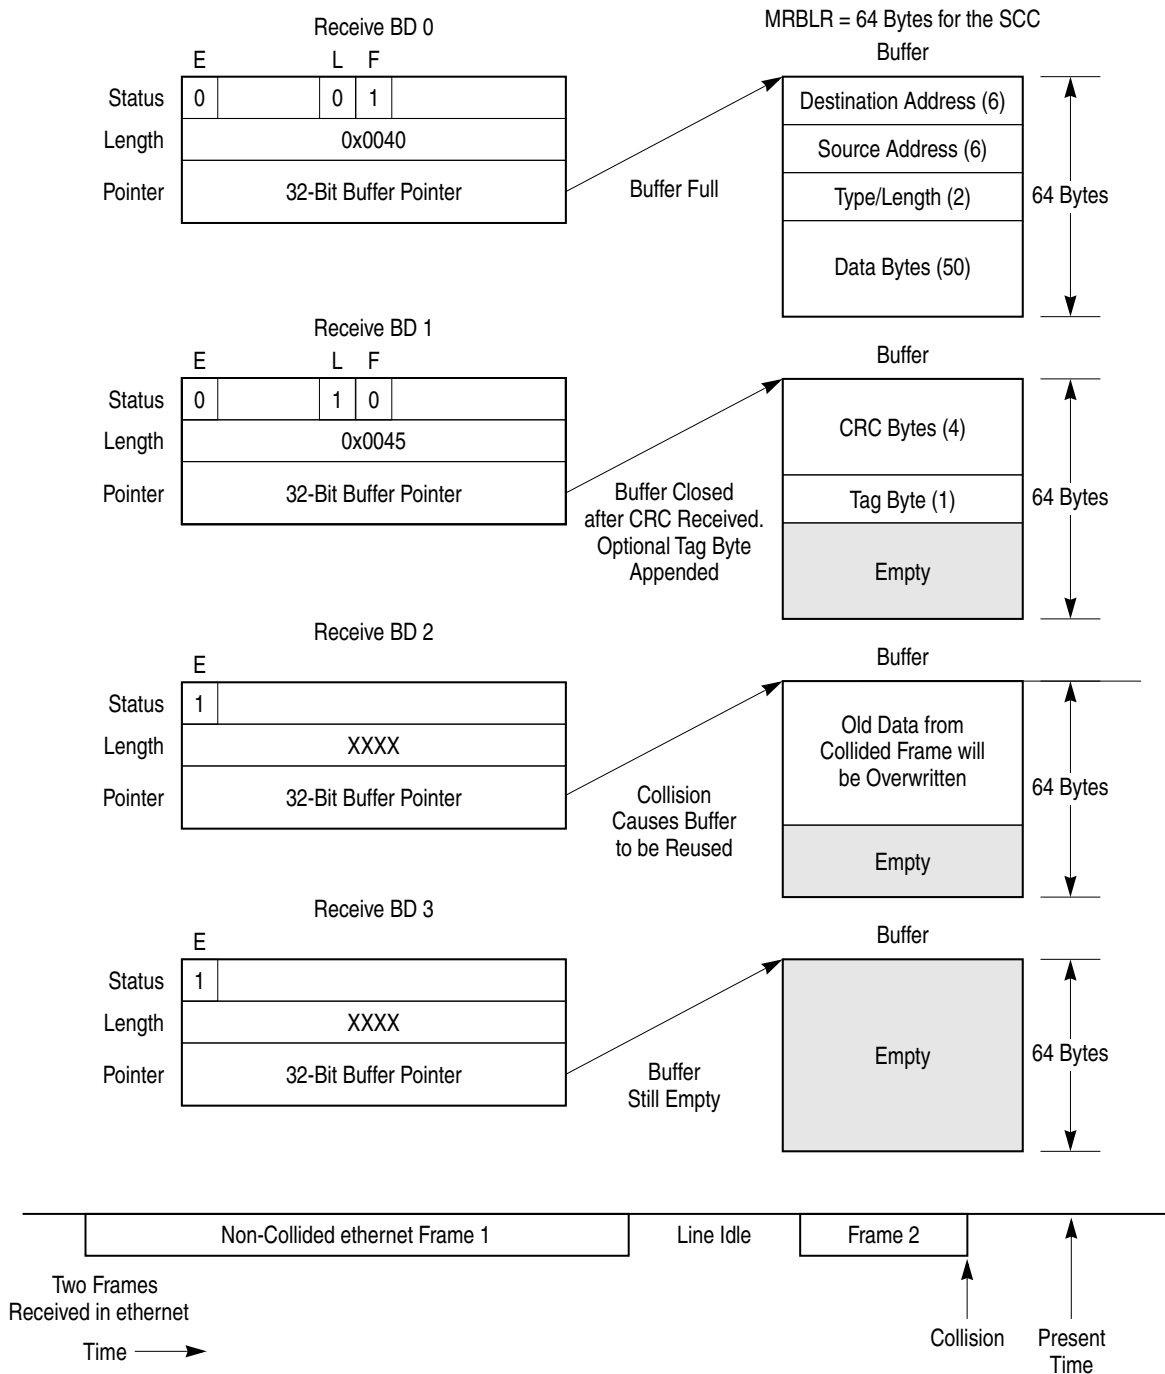 MRBLR = 64 Bytes for the SCC
Receive BD 0
Buffer
E L F
Status 0 0 1
Destination Address (6)
Length 0x0040
Source Address (6)
Pointer 32-Bit Buffer Pointer
Buffer Full
Type/Length (2)
64 Bytes
Data Bytes (50)
Receive BD 1
Buffer
E L F
Status 0 1 0
CRC Bytes (4)
Length 0x0045
Pointer 32-Bit Buffer Pointer
Buffer Closed
after CRC Received.
Optional Tag Byte
Appended
Tag Byte (1)
64 Bytes
Empty
Receive BD 2
Buffer
E
Status 1
Length XXXX
Pointer 32-Bit Buffer Pointer
Old Data from
Collided Frame will
be Overwritten
64 Bytes
Collision
Causes Buffer
to be Reused
Empty
Receive BD 3
Buffer
E
Status 1
Length XXXX
Pointer 32-Bit Buffer Pointer
Buffer
Still Empty
Empty
64 Bytes
Non-Collided ethernet Frame 1
Line Idle
Frame 2
Two Frames
Received in ethernet
Time
Collision
Present
Time